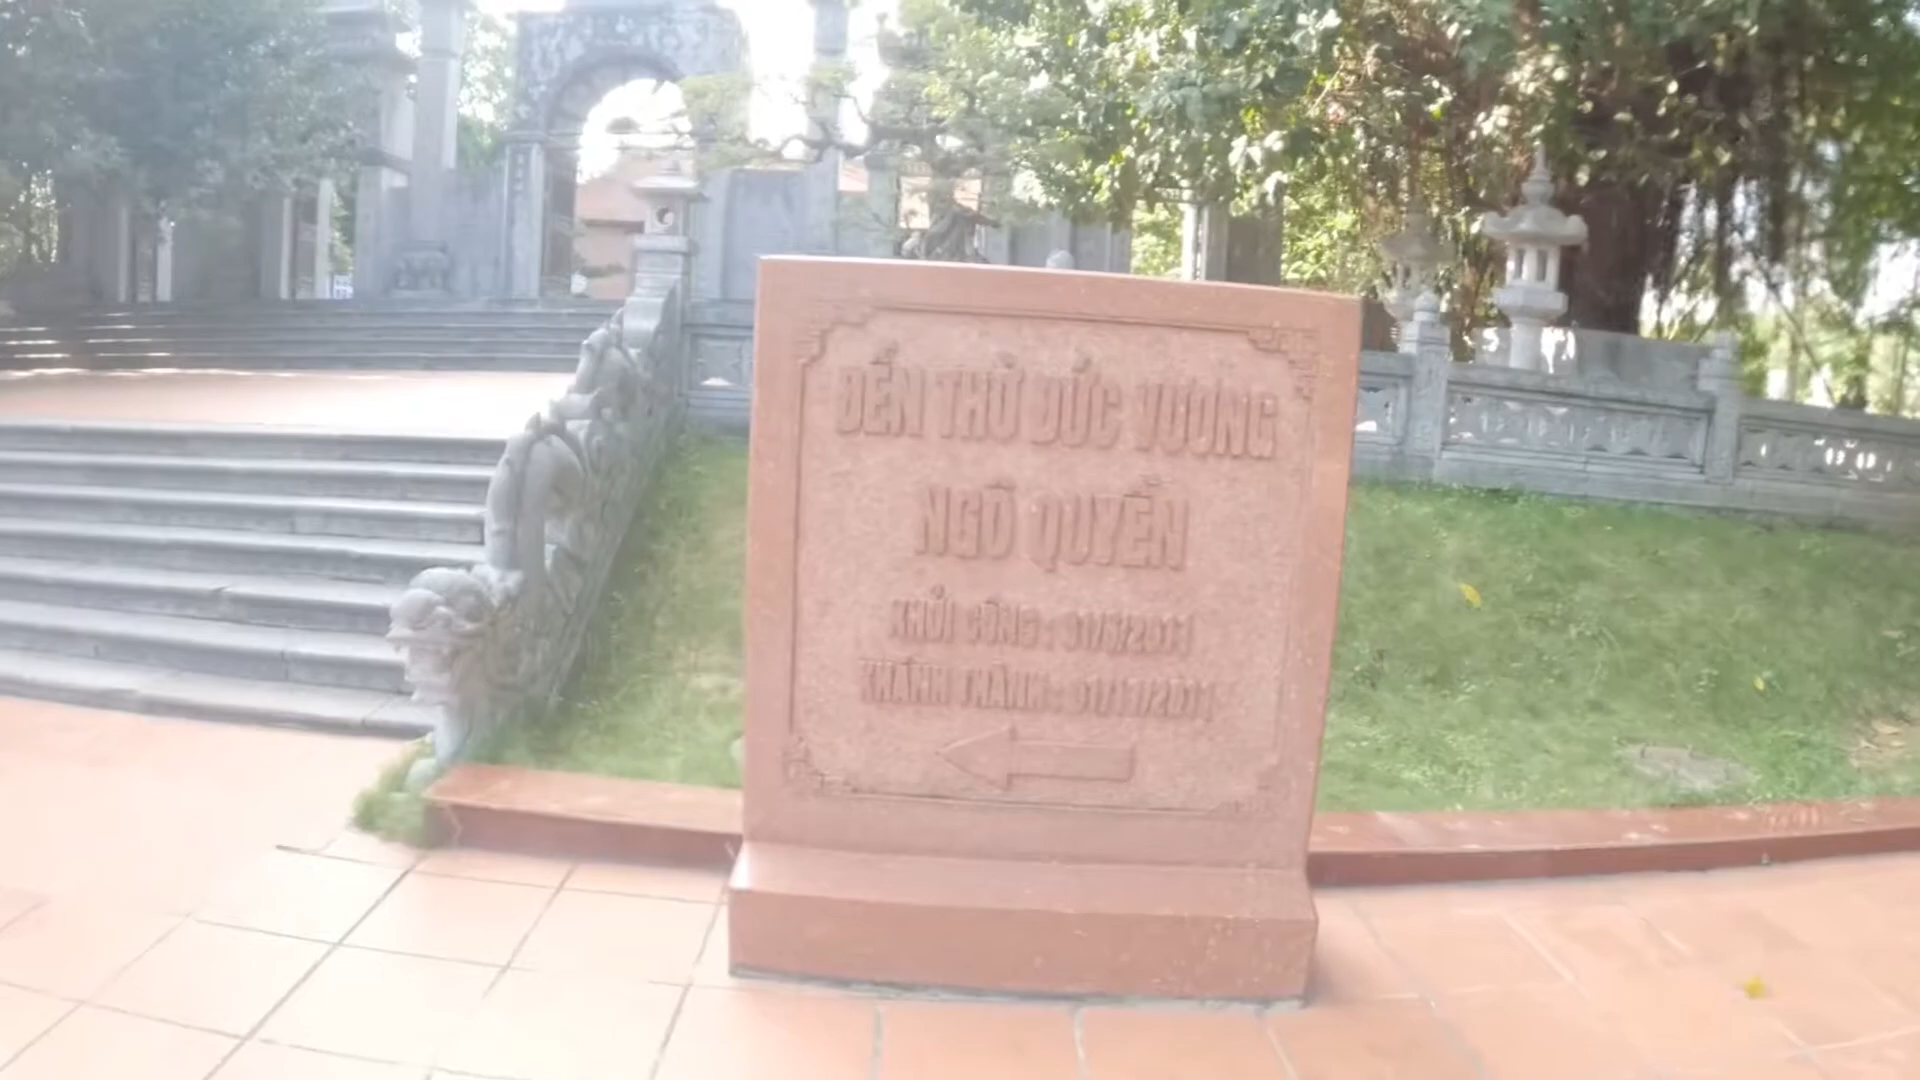 ĐỀN THỜ ĐỨC VƯƠNG
NGÔ QUYỀN
KHỞI CÔNG :
KHÁNH THÀNH :